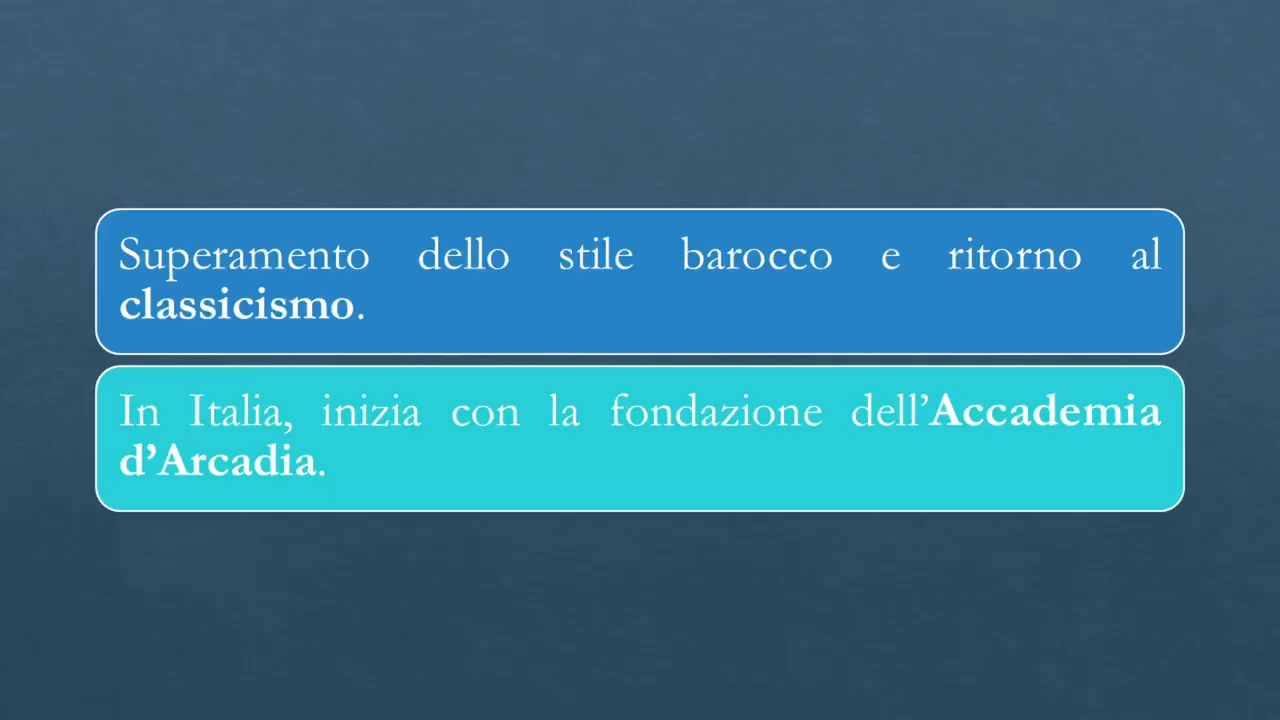 Superamento dello stile barocco e ritorno al
classicismo.
In Italia, inizia con la fondazione dell’Accademia
d’Arcadia.